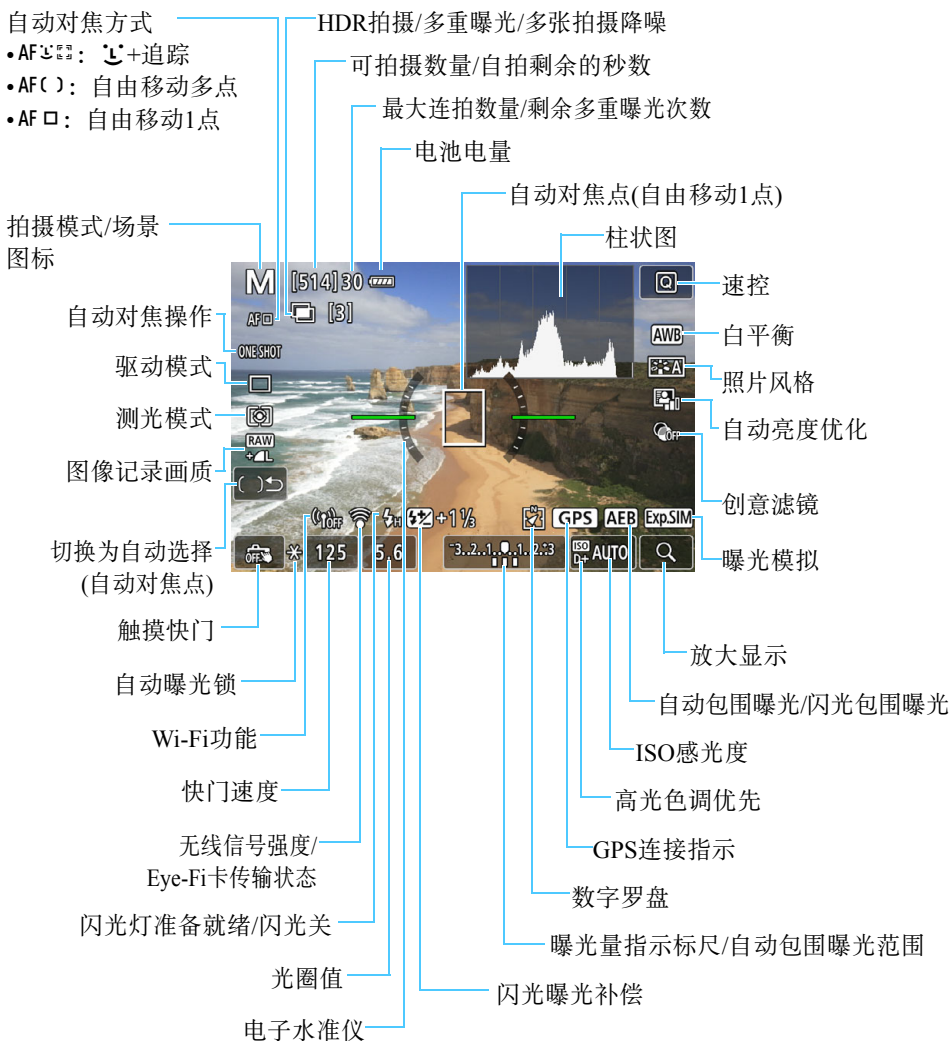 自动对焦方式
•AF: +追踪
•AF( ): 自由移动多点
•AF: 自由移动1点
HDR拍摄/多重曝光/多张拍摄降噪
可拍摄数量/自拍剩余的秒数
最大连拍数量/剩余多重曝光次数
电池电量
自动对焦点(自由移动1点)
柱状图
拍摄模式/场景
图标
自动对焦操作
驱动模式
测光模式
图像记录画质
切换为自动选择
(自动对焦点)
触摸快门
自动曝光锁
Wi-Fi功能
快门速度
无线信号强度/
Eye-Fi卡传输状态
闪光灯准备就绪/闪光关
光圈值
电子水准仪
M [514] 30
[3]
AF
ONE SHOT
RAW
+L
Q
AWB
A
OFF
OFF H +1⅓ N GPS AEB Exp.SIM
OFF * 125 5.6 -3..2..1..0..1..2..:3 ISO D+ AUTO
速控
白平衡
照片风格
自动亮度优化
创意滤镜
曝光模拟
放大显示
自动包围曝光/闪光包围曝光
ISO感光度
高光色调优先
GPS连接指示
数字罗盘
曝光量指示标尺/自动包围曝光范围
闪光曝光补偿